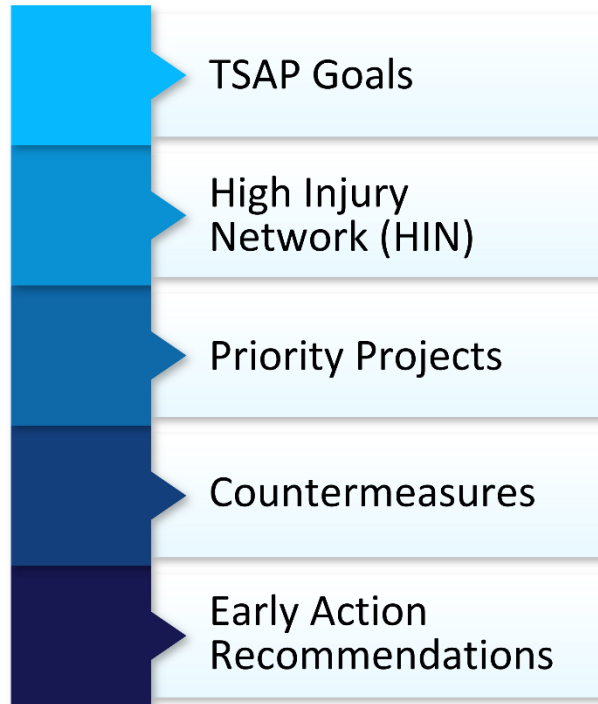 TSAP Goals
High Injury
Network (HIN)
Priority Projects
Countermeasures
Early Action
Recommendations